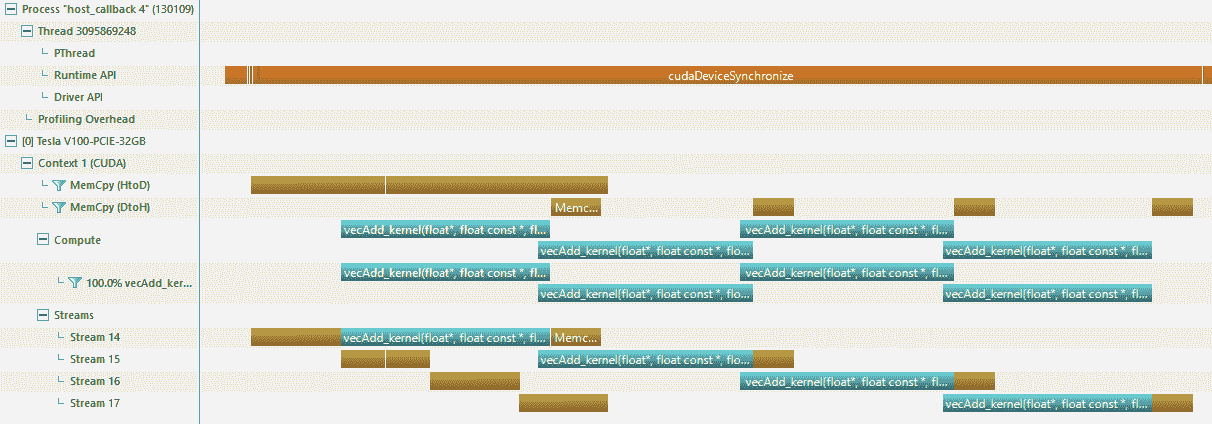 Process "host_callback 4" (130109)
Thread 3095869248
PThread
Runtime API
cudaDeviceSynchronize
Driver API
Profiling Overhead
[0] Tesla V100-PCIE-32GB
Context 1 (CUDA)
MemCpy (HtoD)
MemCpy (DtoH)
Memc...
Compute
vecAdd_kernel(float*, float const *, fl...
vecAdd_kernel(float*, float const *, fl...
vecAdd_kernel(float*, float const *, flo...
vecAdd_kernel(float*, float const *, fl...
100.0% vecAdd_ker...
vecAdd_kernel(float*, float const *, fl...
vecAdd_kernel(float*, float const *, fl...
vecAdd_kernel(float*, float const *, flo...
vecAdd_kernel(float*, float const *, fl...
Streams
Stream 14
vecAdd_kernel(float*, float const *, fl...
Memc...
Stream 15
vecAdd_kernel(float*, float const *, flo...
Stream 16
vecAdd_kernel(float*, float const *, fl...
Stream 17
vecAdd_kernel(float*, float const *, fl...